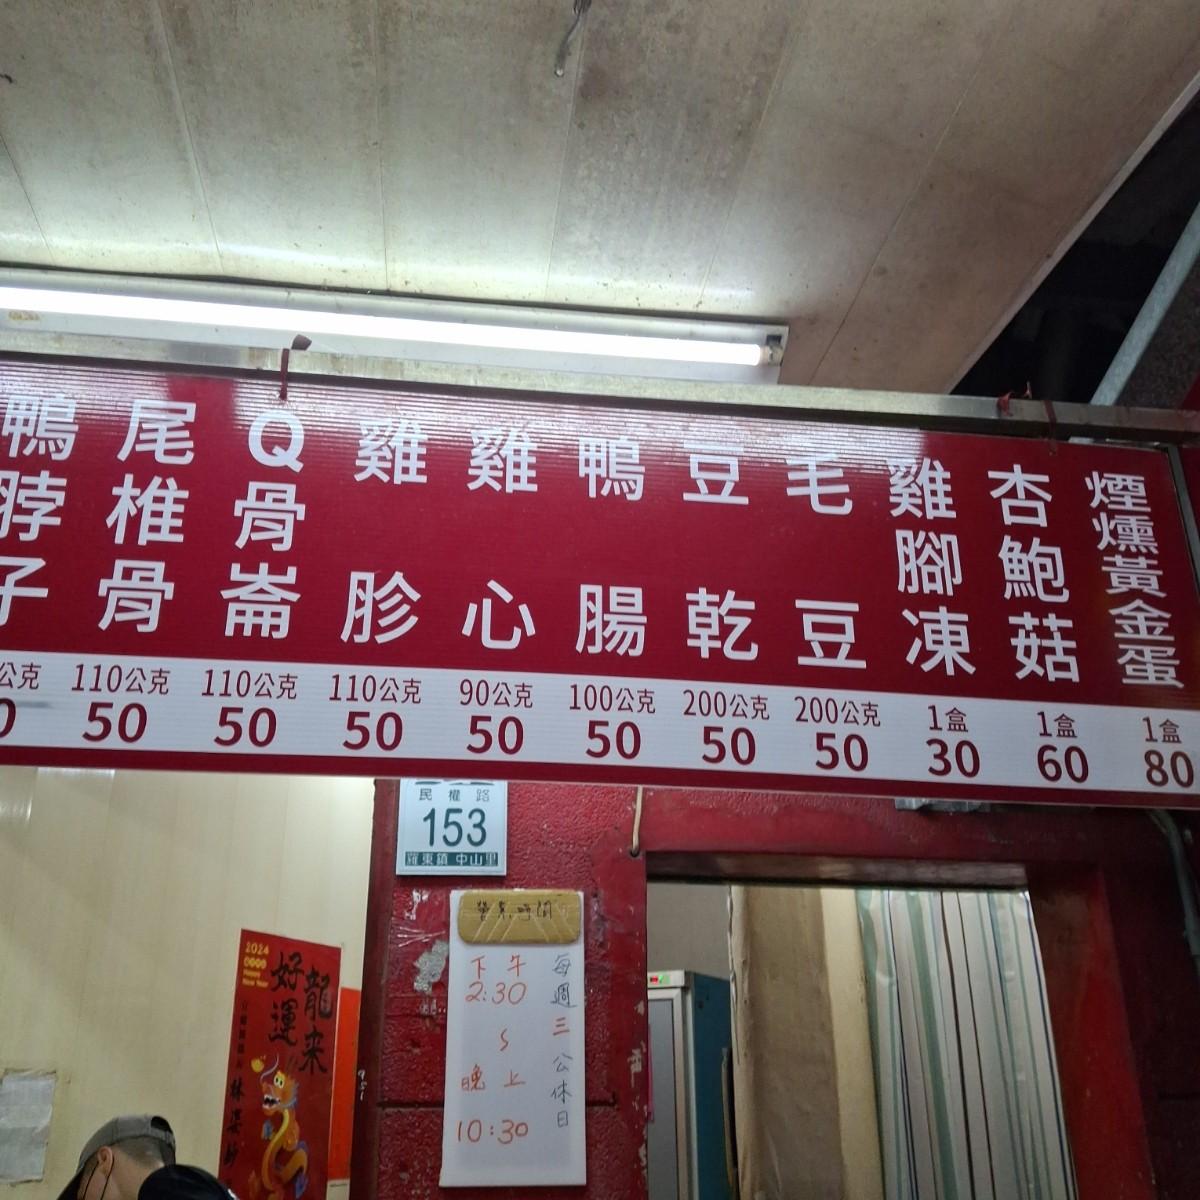 鴨脖子
公克
0
尾椎骨
110公克
50
Q骨崙
110公克
50
雞胗
110公克
50
雞心
90公克
50
鴨腸
100公克
50
豆乾
200公克
50
毛豆
200公克
50
雞腳凍
1盒
30
杏鮑菇
1盒
60
煙燻黃金蛋
1盒
80
民權路
153
羅東鎮 中山里
營業時間
每週三公休日
下午
2:30
晚上
10:30
2024
Happy
New Year
龍來
好運